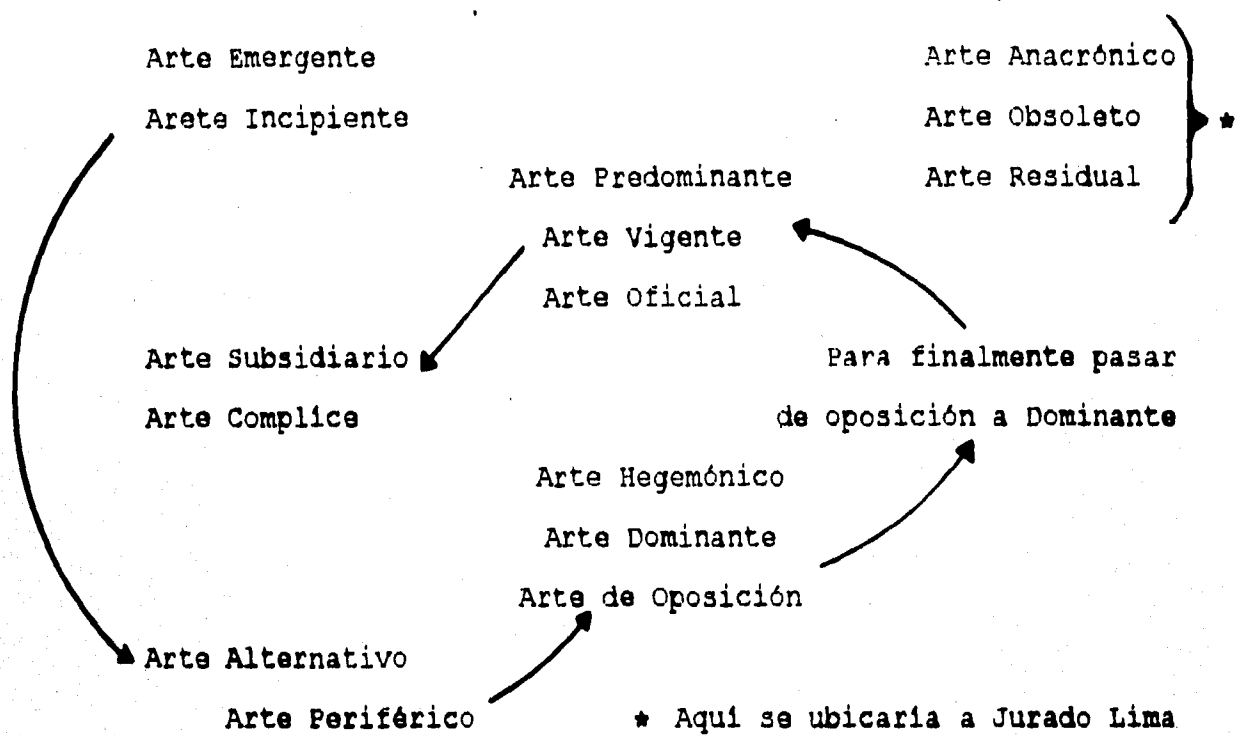 Arte Emergente
Arete Incipiente
Arte Anacrónico
Arte Obsoleto *
Arte Residual
Arte Predominante
Arte Vigente
Arte Oficial
Arte Subsidiario
Arte Complice
Para finalmente pasar
de oposición a Dominante
Arte Hegemónico
Arte Dominante
Arte de Oposición
Arte Alternativo
Arte Periférico
* Aquí se ubicaría a Jurado Lima